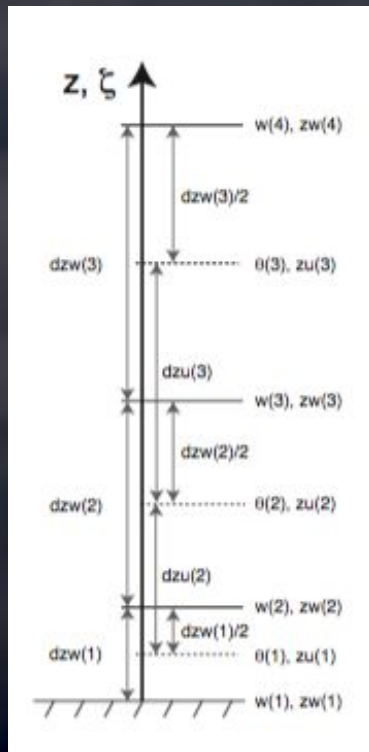 z, ζ
w(4), zw(4)
dzw(3)/2
dzw(3)
θ(3), zu(3)
dzu(3)
w(3), zw(3)
dzw(2)/2
dzw(2)
θ(2), zu(2)
dzu(2)
w(2), zw(2)
dzw(1)/2
dzw(1)
θ(1), zu(1)
w(1), zw(1)